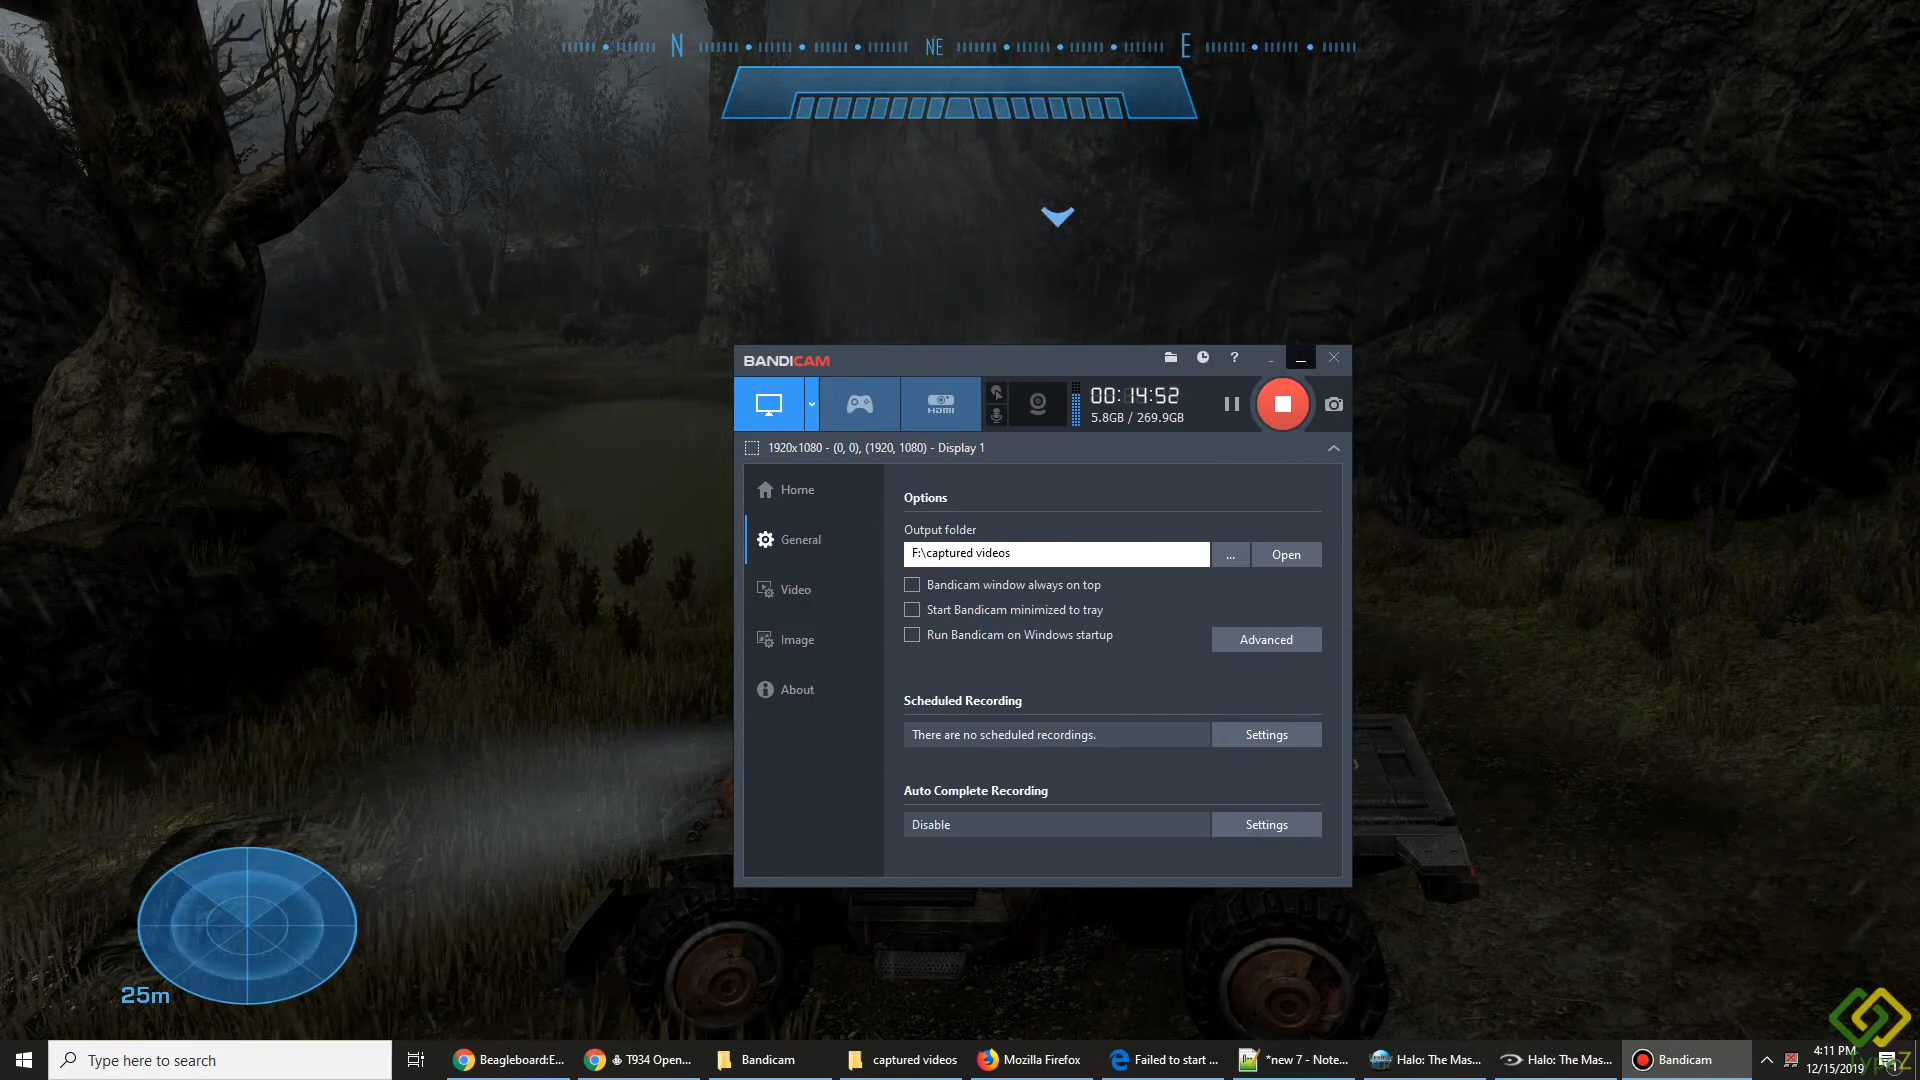 N
NE
E
BANDICAM
?
HDMI
00:14:52
5.8GB / 269.9GB
1920x1080 - (0, 0), (1920, 1080) - Display 1
Home
General
Video
Image
About
Options
Output folder
F:\captured videos
...
Open
Bandicam window always on top
Start Bandicam minimized to tray
Run Bandicam on Windows startup
Advanced
Scheduled Recording
There are no scheduled recordings.
Settings
Auto Complete Recording
Disable
Settings
25m
Type here to search
Beagleboard:E...
T934 Open...
Bandicam
captured videos
Mozilla Firefox
Failed to start ...
*new 7 - Note...
Halo: The Mas...
Halo: The Mas...
Bandicam
4:11 PM
12/15/2019